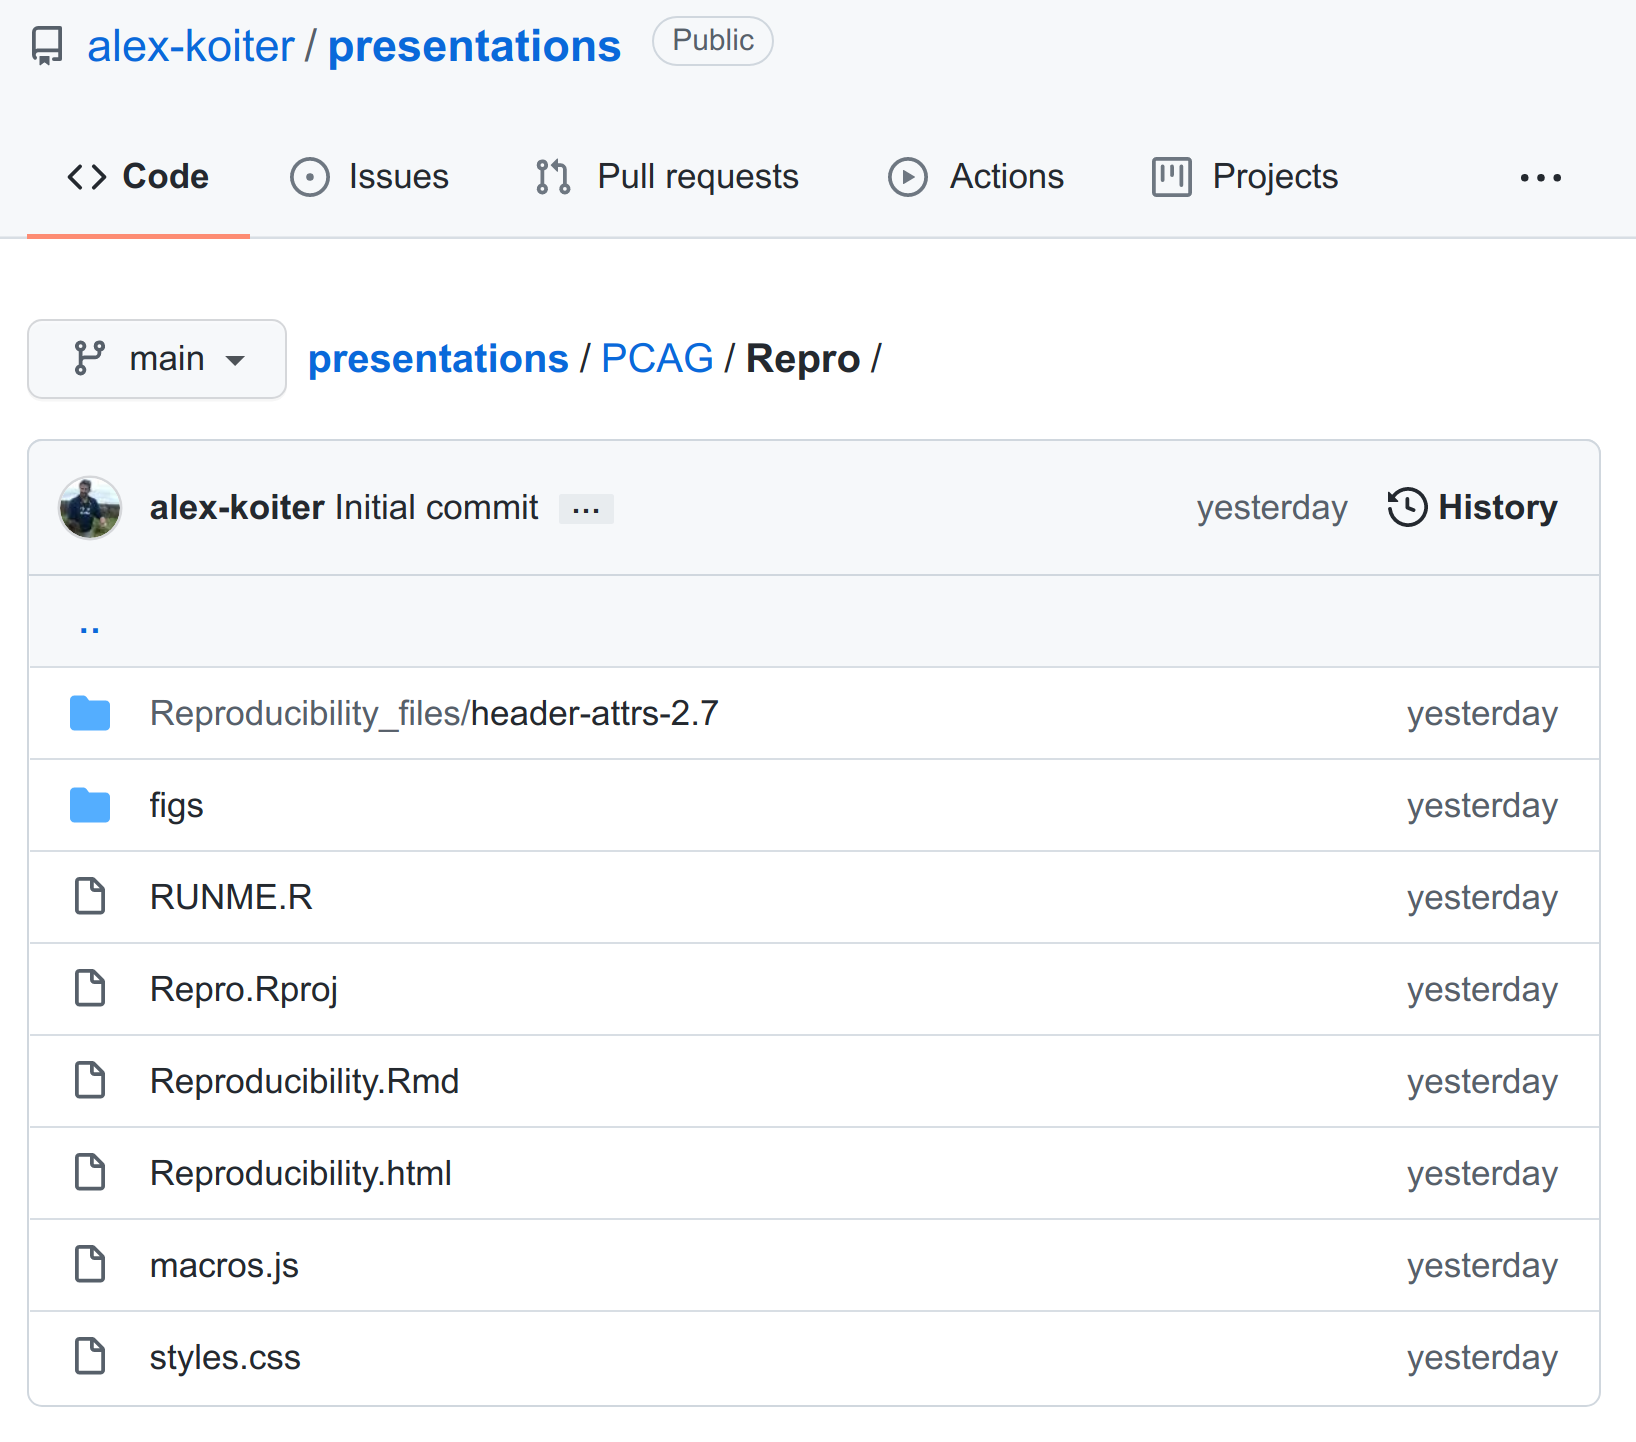 alex-koiter / presentations Public
Code Issues Pull requests Actions Projects ...
main presentations / PCAG / Repro /
alex-koiter Initial commit ... yesterday History
..
Reproducibility_files/header-attrs-2.7 yesterday
figs yesterday
RUNME.R yesterday
Repro.Rproj yesterday
Reproducibility.Rmd yesterday
Reproducibility.html yesterday
macros.js yesterday
styles.css yesterday